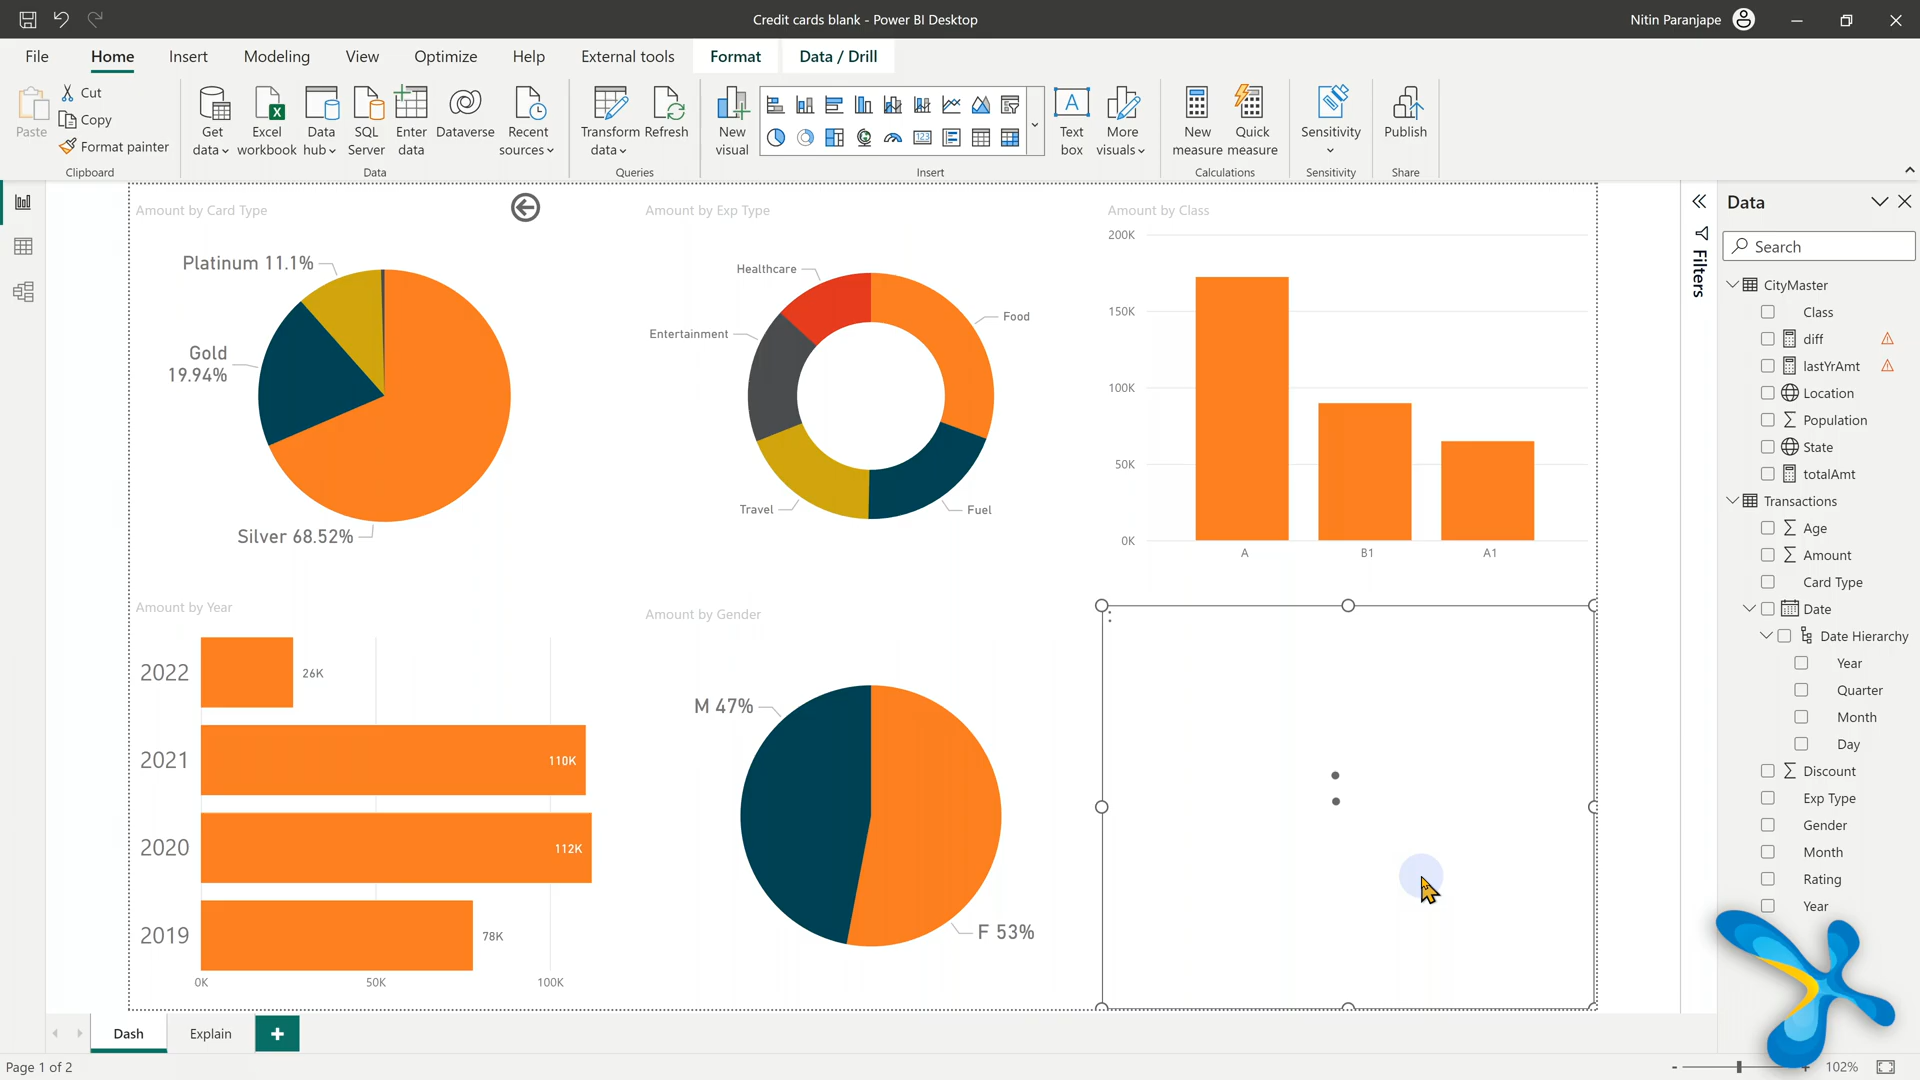 Credit cards blank - Power BI Desktop
Nitin Paranjape
File
Home
Insert
Modeling
View
Optimize
Help
External tools
Format
Data / Drill
Paste
Cut
Copy
Format painter
Clipboard
Get data
Excel workbook
Data hub
SQL Server
Enter data
Dataverse
Recent sources
Data
Transform data
Refresh
Queries
New visual
123
Text box
More visuals
Insert
New measure
Quick measure
Calculations
Sensitivity
Sensitivity
Publish
Share
Amount by Card Type
Platinum 11.1%
Gold
19.94%
Silver 68.52%
Amount by Exp Type
Healthcare
Food
Entertainment
Travel
Fuel
Amount by Class
200K
150K
100K
50K
0K
A
B1
A1
Amount by Year
2022
26K
2021
110K
2020
112K
2019
78K
0K
50K
100K
Amount by Gender
M 47%
F 53%
Filters
Data
Search
CityMaster
Class
diff
lastYrAmt
Location
Population
State
totalAmt
Transactions
Age
Amount
Card Type
Date
Date Hierarchy
Year
Quarter
Month
Day
Discount
Exp Type
Gender
Month
Rating
Year
Dash
Explain
+
Page 1 of 2
- + 102%